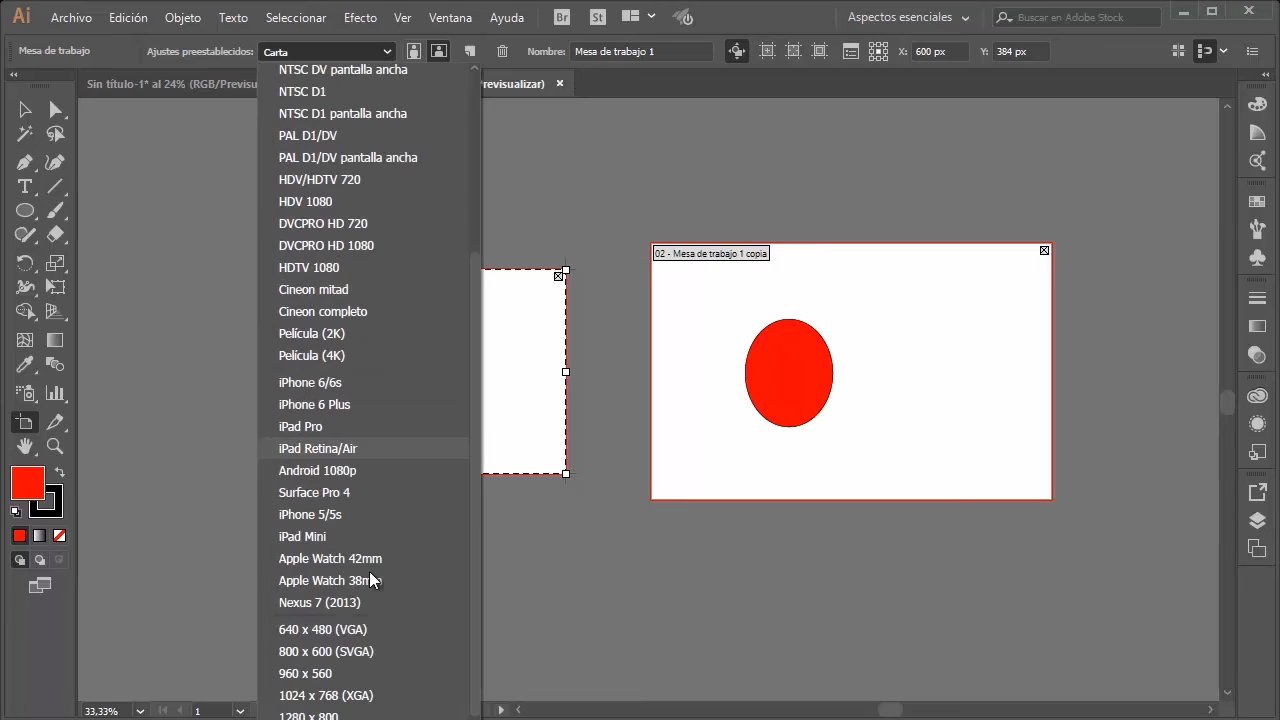 Ai Archivo Edición Objeto Texto Seleccionar Efecto Ver Ventana Ayuda Br St Aspectos esenciales Buscar en Adobe Stock
Mesa de trabajo Ajustes preestablecidos: Carta Nombre: Mesa de trabajo 1 X: 600 px Y: 384 px
Sin título-1* al 24% (RGB/Previsu Previsualizar)
NTSC DV pantalla ancha
NTSC D1
NTSC D1 pantalla ancha
PAL D1/DV
PAL D1/DV pantalla ancha
HDV/HDTV 720
HDV 1080
DVCPRO HD 720
DVCPRO HD 1080
HDTV 1080
Cineon mitad
Cineon completo
Película (2K)
Película (4K)
iPhone 6/6s
iPhone 6 Plus
iPad Pro
iPad Retina/Air
Android 1080p
Surface Pro 4
iPhone 5/5s
iPad Mini
Apple Watch 42mm
Apple Watch 38mm
Nexus 7 (2013)
640 x 480 (VGA)
800 x 600 (SVGA)
960 x 560
1024 x 768 (XGA)
1280 x 800
02 - Mesa de trabajo 1 copia
33,33% 1